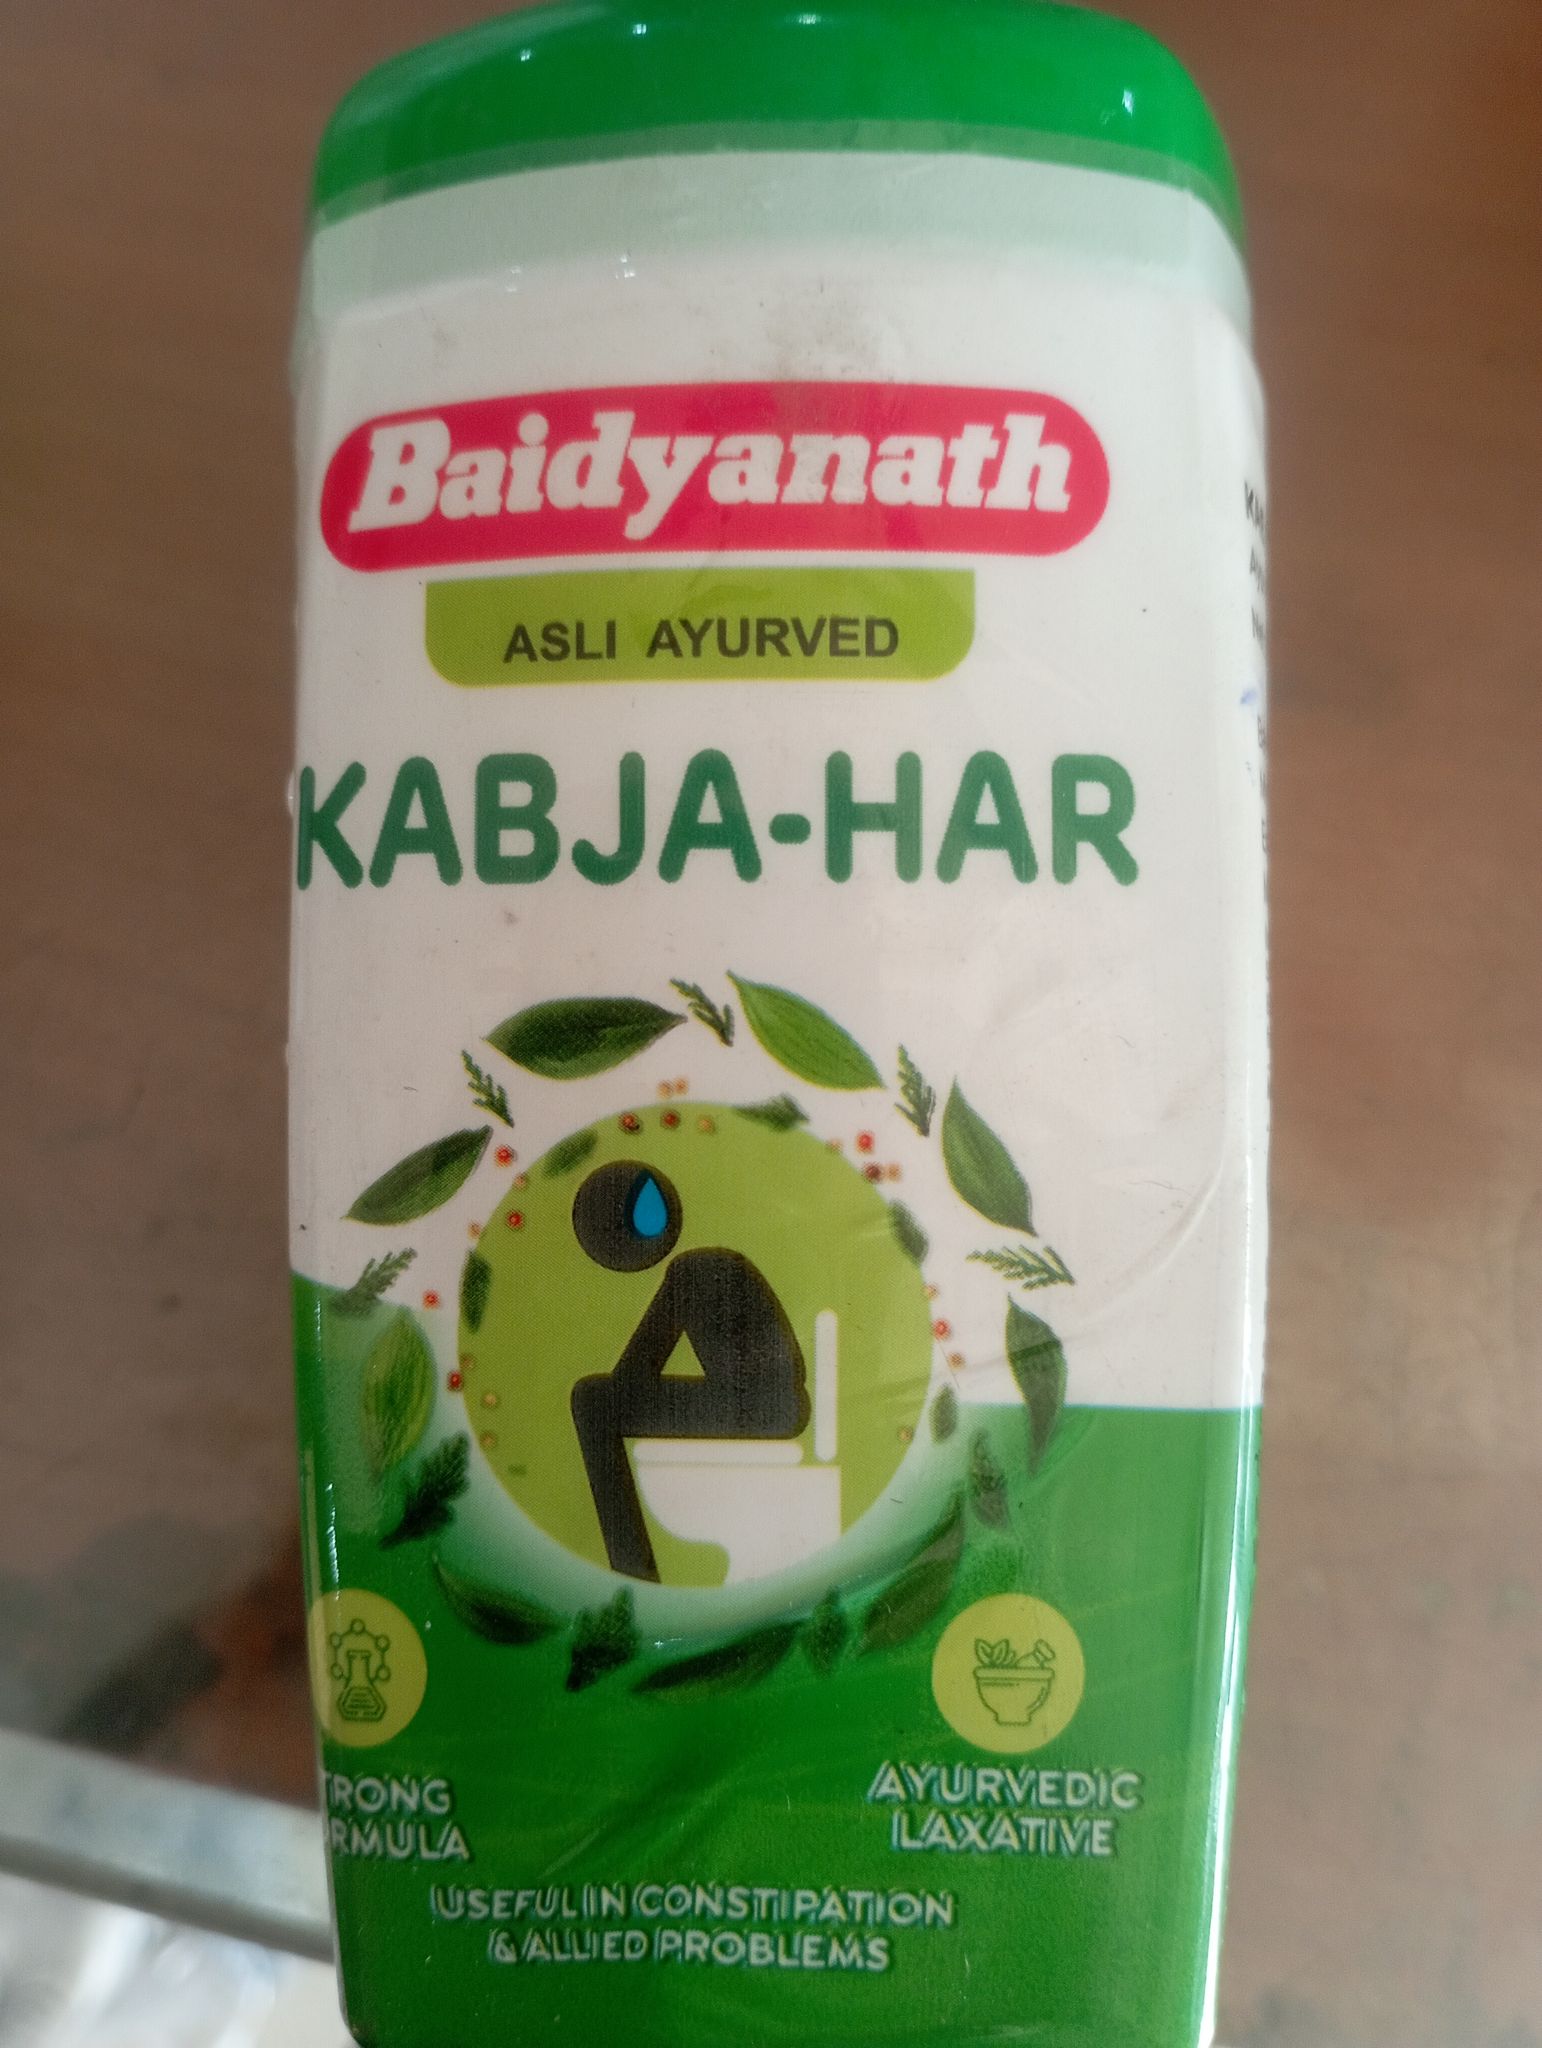 Baidyanath
ASLI AYURVED
KABJA-HAR
TRONG
RMULA
AYURVEDIC
LAXATIVE
USEFUL IN CONSTIPATION
& ALLIED PROBLEMS